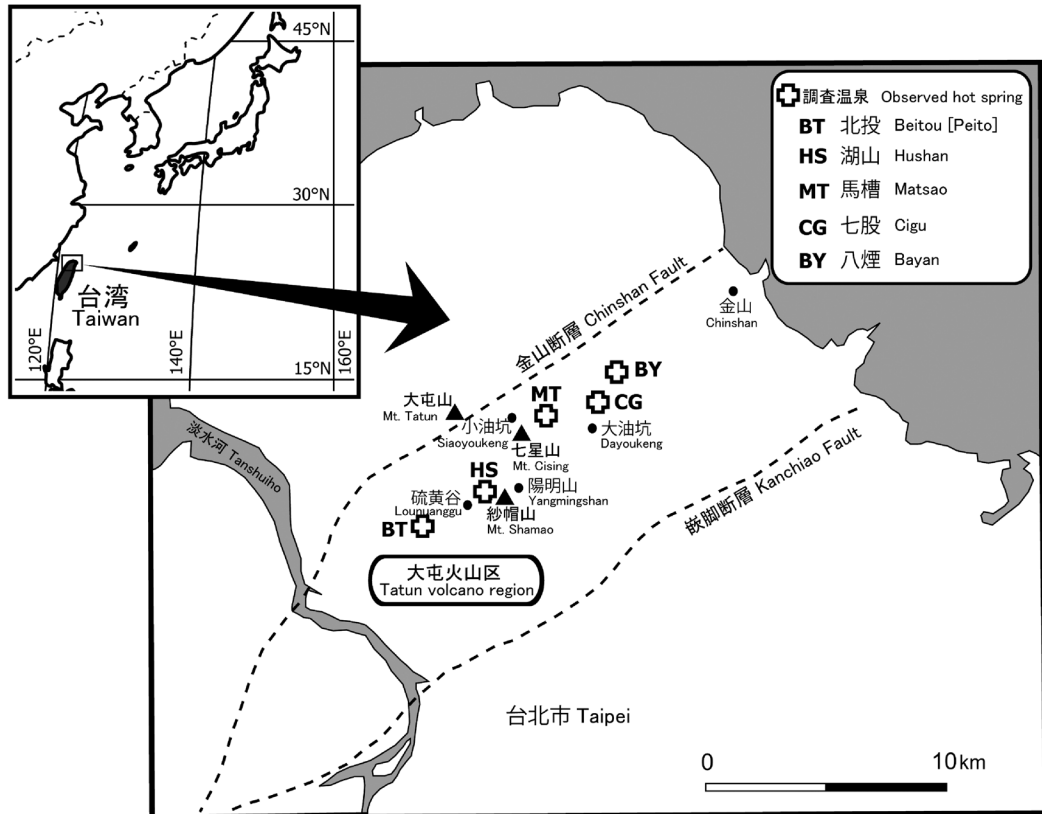 45°N
30°N
15°N
120°E
140°E
160°E
台湾
Taiwan
調査温泉 Observed hot spring
BT 北投 Beitou [Peito]
HS 湖山 Hushan
MT 馬槽 Matsao
CG 七股 Cigu
BY 八煙 Bayan
金山断層 Chinshan Fault
金山
Chinshan
BY
MT
CG
大屯山
Mt. Tatun
小油坑
Siaoyoukeng
大油坑
Dayoukeng
七星山
Mt. Cising
淡水河 Tanshuiho
HS
陽明山
Yangmingshan
硫黄谷
Lounuanggu
紗帽山
Mt. Shamao
BT
嵌脚断層 Kanchiao Fault
大屯火山区
Tatun volcano region
台北市 Taipei
0
10km